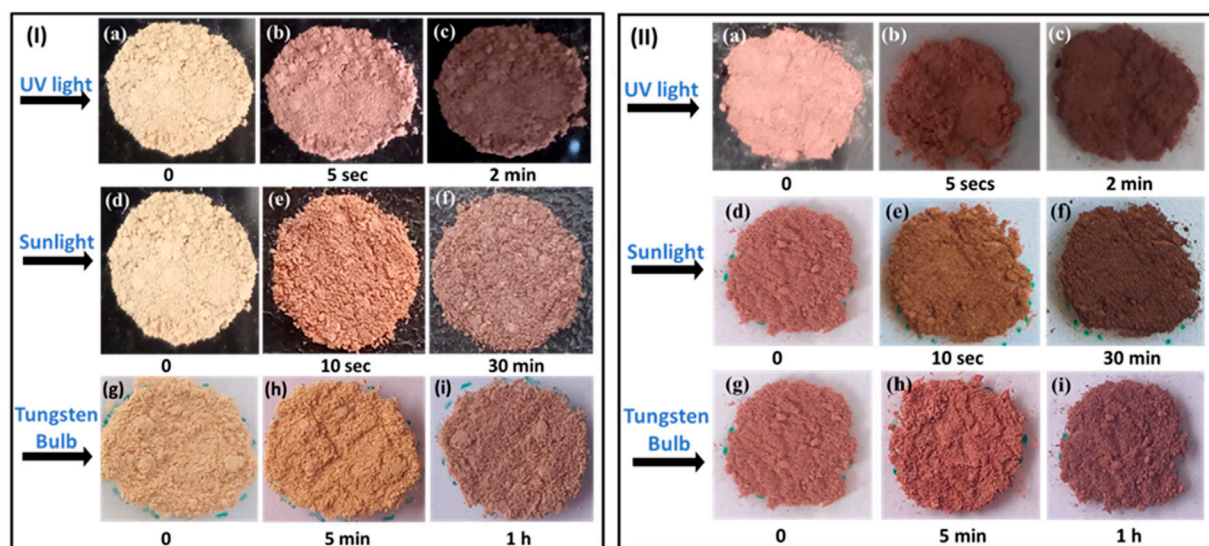 (I)
(a) (b) (c)
UV light
0 5 sec 2 min
(d) (e) (f)
Sunlight
0 10 sec 30 min
(g) (h) (i)
Tungsten
Bulb
0 5 min 1 h
(II)
(a) (b) (c)
UV light
0 5 secs 2 min
(d) (e) (f)
Sunlight
0 10 sec 30 min
(g) (h) (i)
Tungsten
Bulb
0 5 min 1 h